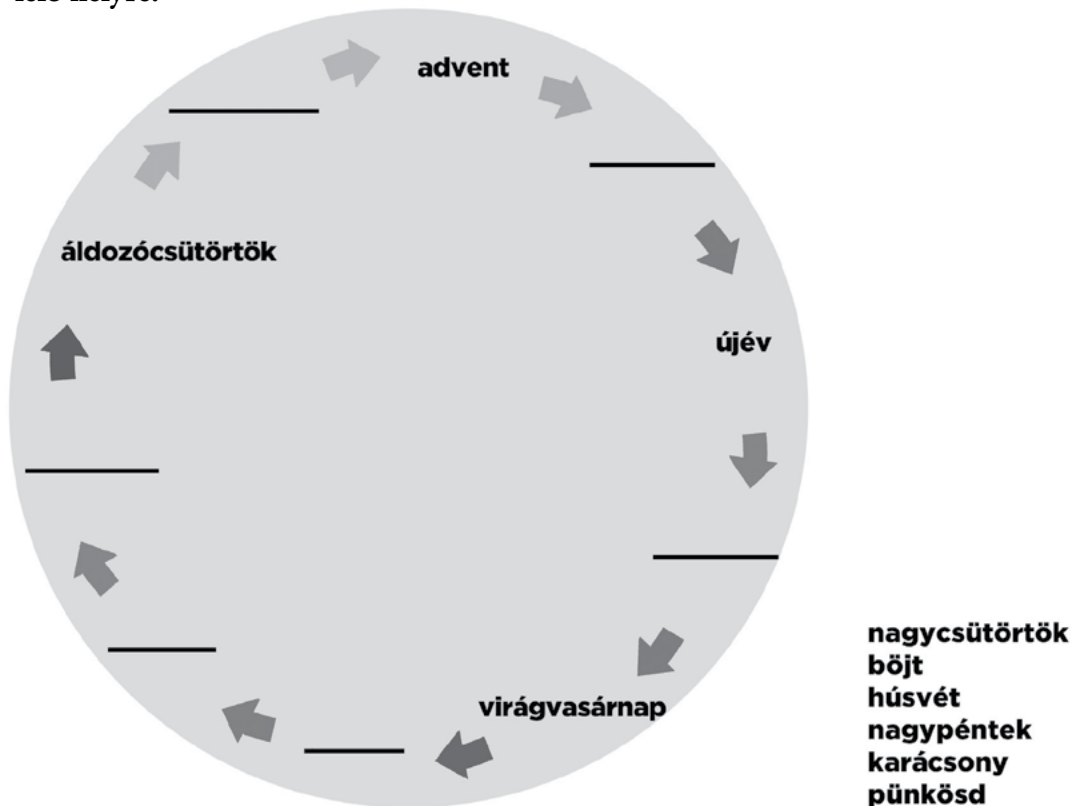 advent
áldozócsütörtök
újév
virágvasárnap
nagycsütörtök
böjt
húsvét
nagypéntek
karácsony
pünkösd